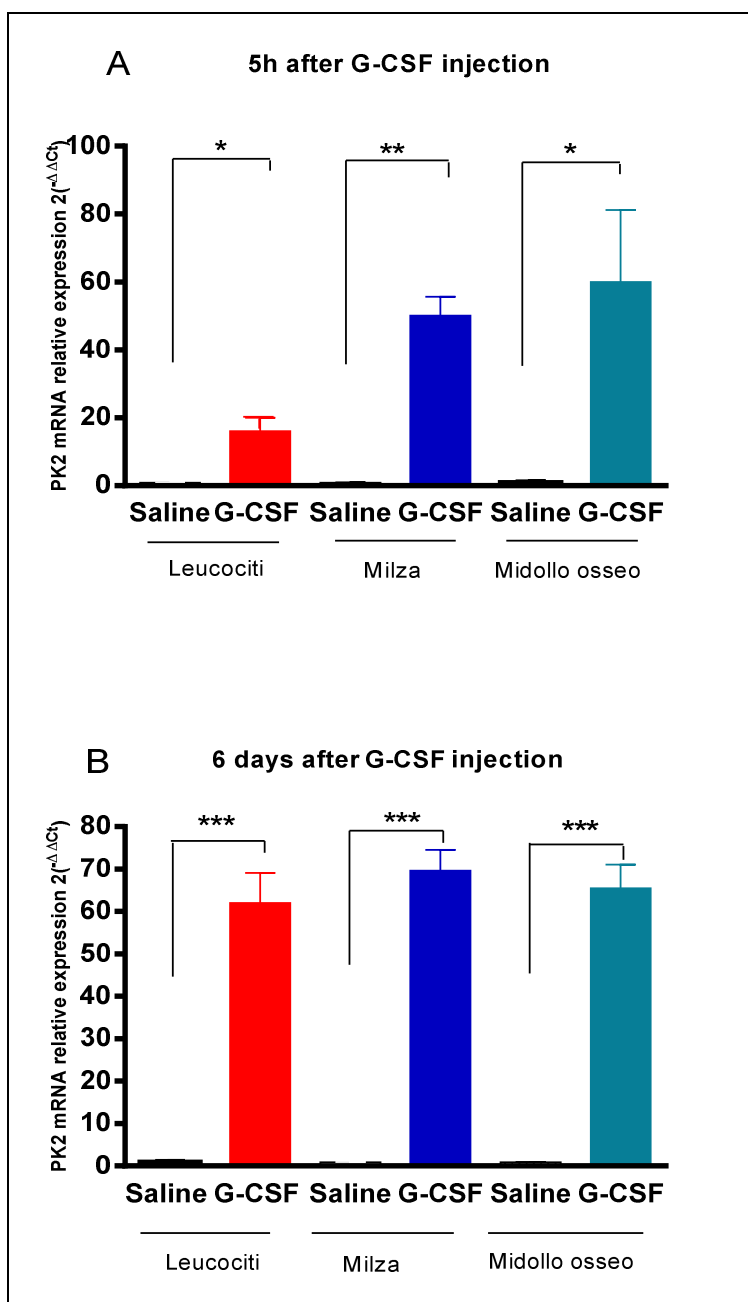 A
5h after G-CSF injection
PK2 mRNA relative expression 2(-ΔΔCt)
100
80
60
40
20
0
* ** *
Saline G-CSF Saline G-CSF Saline G-CSF
Leucociti Milza Midollo osseo
B
6 days after G-CSF injection
PK2 mRNA relative expression 2(-ΔΔCt)
80
70
60
50
40
30
20
10
0
*** *** ***
Saline G-CSF Saline G-CSF Saline G-CSF
Leucociti Milza Midollo osseo